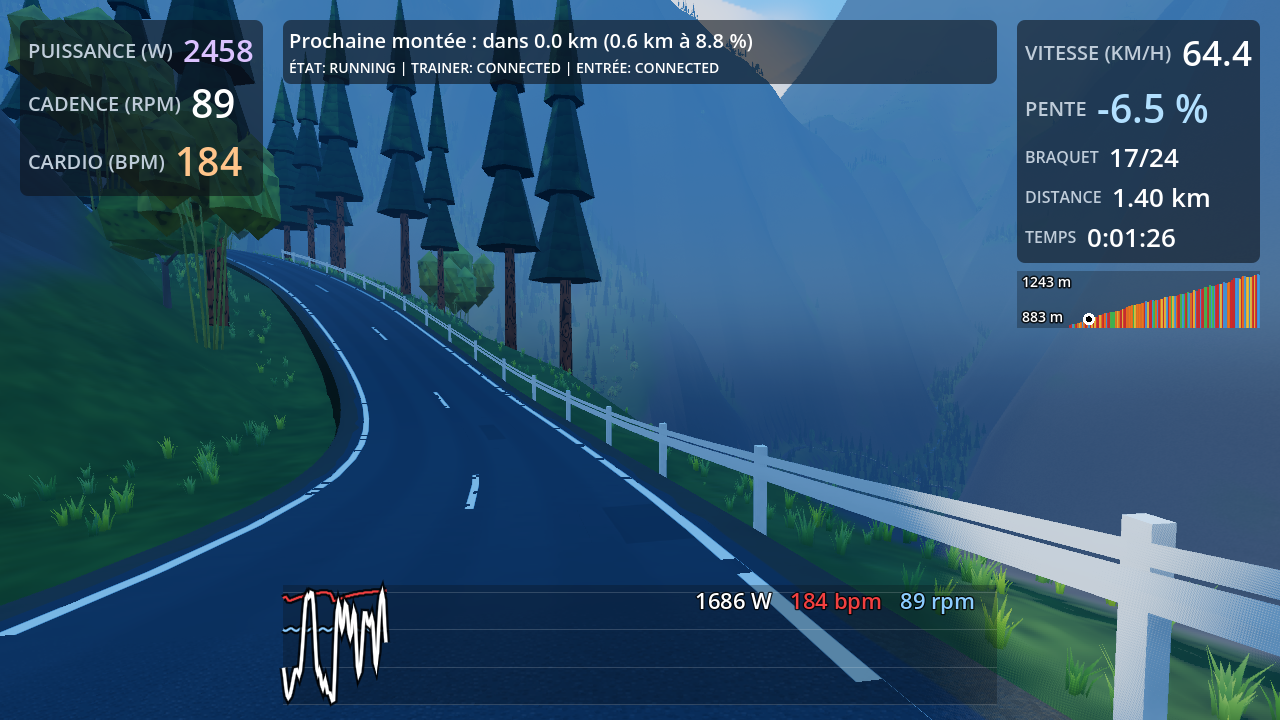 PUISSANCE (W) 2458
CADENCE (RPM) 89
CARDIO (BPM) 184
Prochaine montée : dans 0.0 km (0.6 km à 8.8 %)
ÉTAT: RUNNING | TRAINER: CONNECTED | ENTRÉE: CONNECTED
VITESSE (KM/H) 64.4
PENTE -6.5 %
BRAQUET 17/24
DISTANCE 1.40 km
TEMPS 0:01:26
1243 m
883 m
1686 W 184 bpm 89 rpm